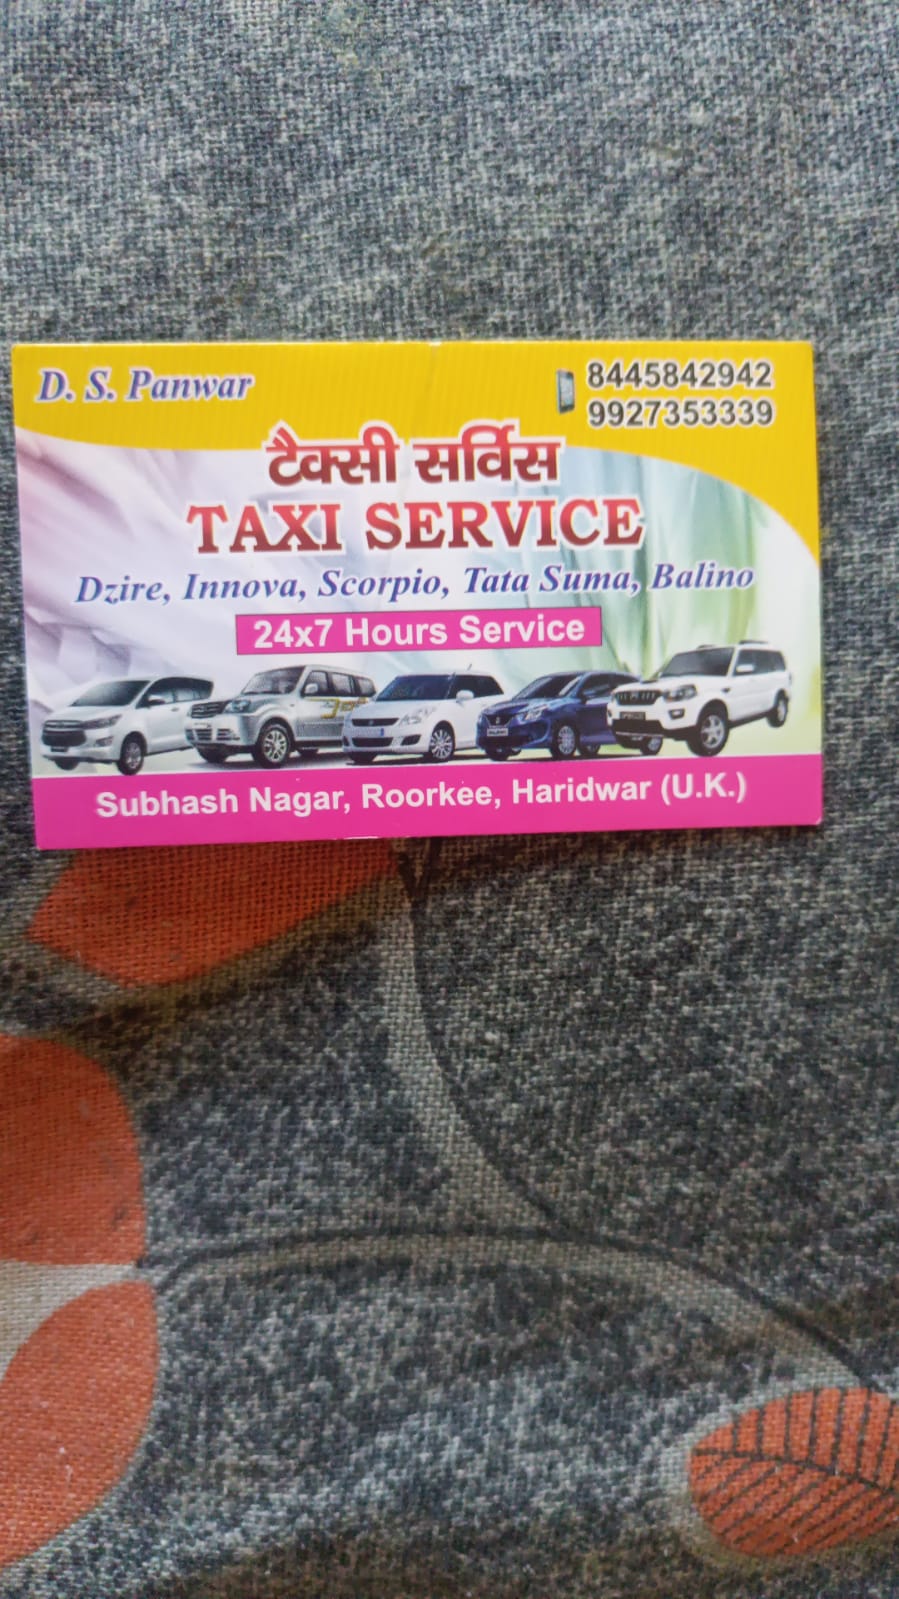 D. S. Panwar
8445842942
9927353339
टैक्सी सर्विस
TAXI SERVICE
Dzire, Innova, Scorpio, Tata Suma, Balino
24x7 Hours Service
Subhash Nagar, Roorkee, Haridwar (U.K.)